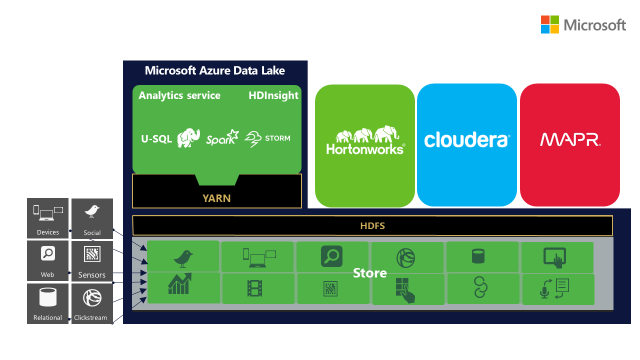 Microsoft
Microsoft Azure Data Lake
Analytics service
HDInsight
U-SQL
Spark
STORM
YARN
Hortonworks
cloudera
MAPR
HDFS
Devices
Social
Web
Sensors
Relational
Clickstream
Store